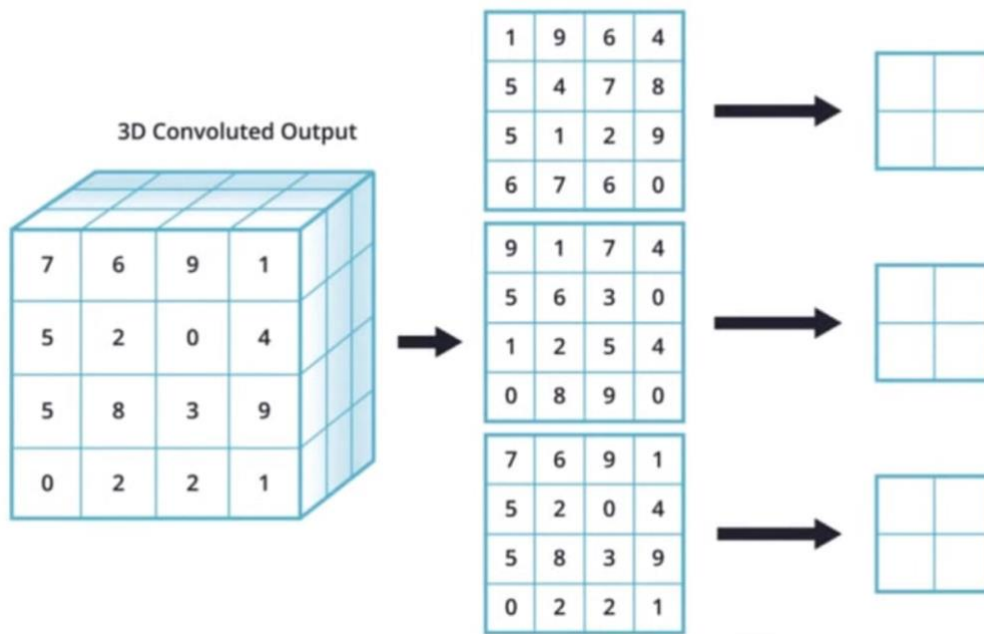 3D Convoluted Output
7 6 9 1
5 2 0 4
5 8 3 9
0 2 2 1
1 9 6 4
5 4 7 8
5 1 2 9
6 7 6 0
9 1 7 4
5 6 3 0
1 2 5 4
0 8 9 0
7 6 9 1
5 2 0 4
5 8 3 9
0 2 2 1